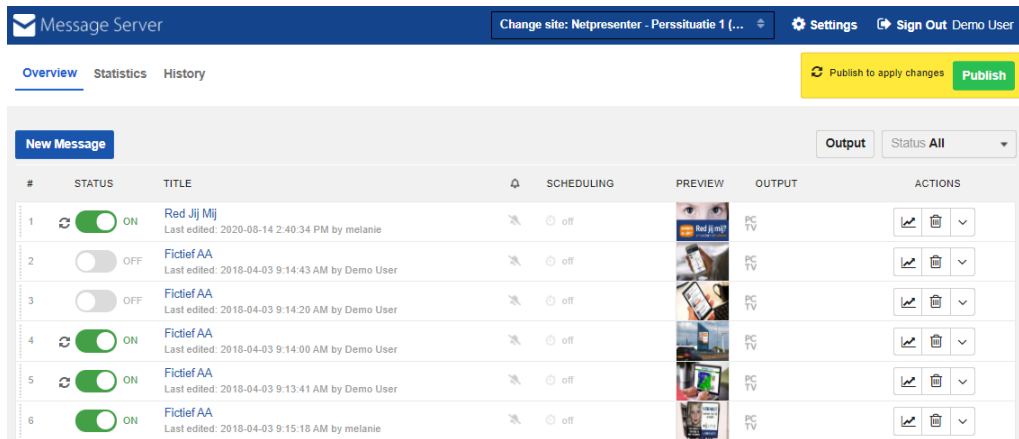 Message Server
Change site: Netpresenter - Perssituatie 1 (...
Settings
Sign Out Demo User
Overview Statistics History
Publish to apply changes
Publish
New Message
Output
Status All
# STATUS TITLE SCHEDULING PREVIEW OUTPUT ACTIONS
1 ON Red Jij Mij off PC TV
Last edited: 2020-08-14 2:40:34 PM by melanie
Red jij mij?
2 OFF Fictief AA off PC TV
Last edited: 2018-04-03 9:14:43 AM by Demo User
3 OFF Fictief AA off PC TV
Last edited: 2018-04-03 9:14:20 AM by Demo User
4 ON Fictief AA off PC TV
Last edited: 2018-04-03 9:14:00 AM by Demo User
5 ON Fictief AA off PC TV
Last edited: 2018-04-03 9:13:41 AM by Demo User
6 ON Fictief AA off PC TV
Last edited: 2018-04-03 9:15:18 AM by melanie